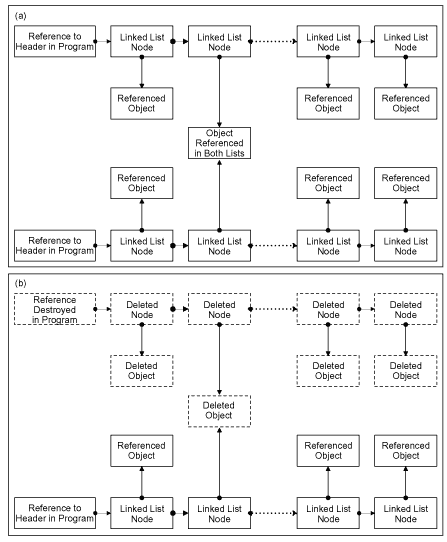 (a)
Reference to
Header in Program
Linked List
Node
Linked List
Node
Linked List
Node
Linked List
Node
Referenced
Object
Referenced
Object
Referenced
Object
Object
Referenced
in Both Lists
Referenced
Object
Referenced
Object
Referenced
Object
Reference to
Header in Program
Linked List
Node
Linked List
Node
Linked List
Node
Linked List
Node
(b)
Reference
Destroyed
in Program
Deleted
Node
Deleted
Node
Deleted
Node
Deleted
Node
Deleted
Object
Deleted
Object
Deleted
Object
Deleted
Object
Referenced
Object
Referenced
Object
Referenced
Object
Reference to
Header in Program
Linked List
Node
Linked List
Node
Linked List
Node
Linked List
Node